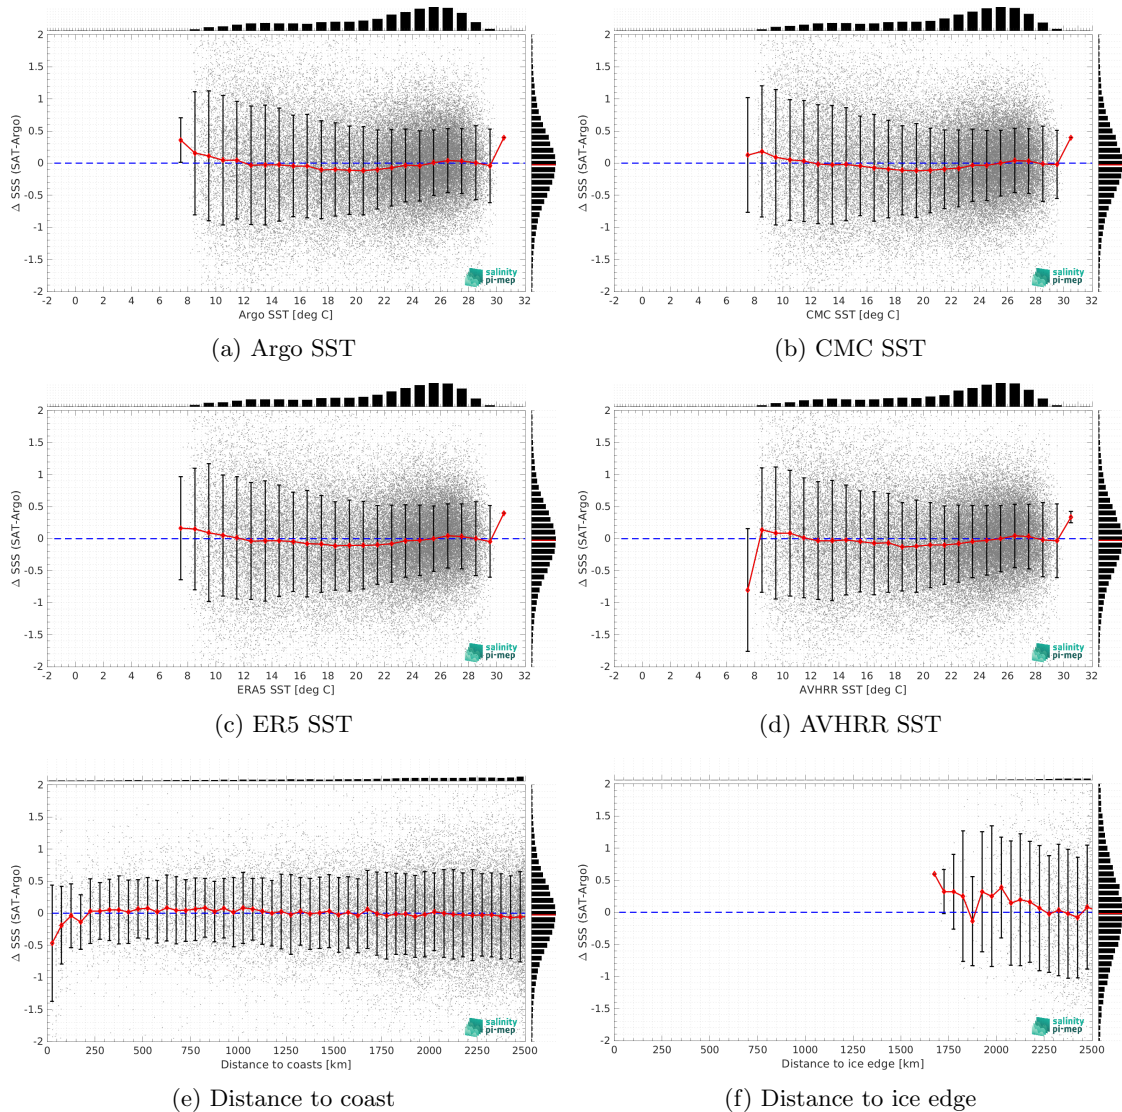 2
1.5
1
0.5
0
-0.5
-1
-1.5
-2
Δ SSS (SAT-Argo)
salinity
pi-mep
-2 0 2 4 6 8 10 12 14 16 18 20 22 24 26 28 30 32
Argo SST [deg C]
(a) Argo SST
2
1.5
1
0.5
0
-0.5
-1
-1.5
-2
Δ SSS (SAT-Argo)
salinity
pi-mep
-2 0 2 4 6 8 10 12 14 16 18 20 22 24 26 28 30 32
CMC SST [deg C]
(b) CMC SST
2
1.5
1
0.5
0
-0.5
-1
-1.5
-2
Δ SSS (SAT-Argo)
salinity
pi-mep
-2 0 2 4 6 8 10 12 14 16 18 20 22 24 26 28 30 32
ERA5 SST [deg C]
(c) ER5 SST
2
1.5
1
0.5
0
-0.5
-1
-1.5
-2
Δ SSS (SAT-Argo)
salinity
pi-mep
-2 0 2 4 6 8 10 12 14 16 18 20 22 24 26 28 30 32
AVHRR SST [deg C]
(d) AVHRR SST
2
1.5
1
0.5
0
-0.5
-1
-1.5
-2
Δ SSS (SAT-Argo)
salinity
pi-mep
0 250 500 750 1000 1250 1500 1750 2000 2250 2500
Distance to coasts [km]
(e) Distance to coast
2
1.5
1
0.5
0
-0.5
-1
-1.5
-2
Δ SSS (SAT-Argo)
salinity
pi-mep
0 250 500 750 1000 1250 1500 1750 2000 2250 2500
Distance to ice edge [km]
(f) Distance to ice edge